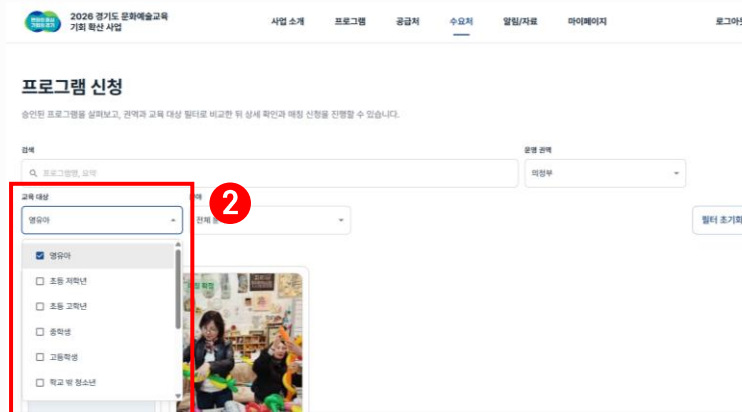 2026 경기도 문화예술교육
기회 확산 사업
사업 소개 프로그램 공급처 수요처 알림/자료 마이페이지
프로그램 신청
승인된 프로그램을 살펴보고, 권역과 교육 대상 필터로 비교한 뒤 상세 확인과 매칭 신청을 진행할 수 있습니다.
검색 운영 권역
프로그램명, 요약 의정부
교육 대상
2
영유아 전체
필터 초기화
영유아
초등 저학년
초등 고학년
중학생
고등학생
학교 밖 청소년